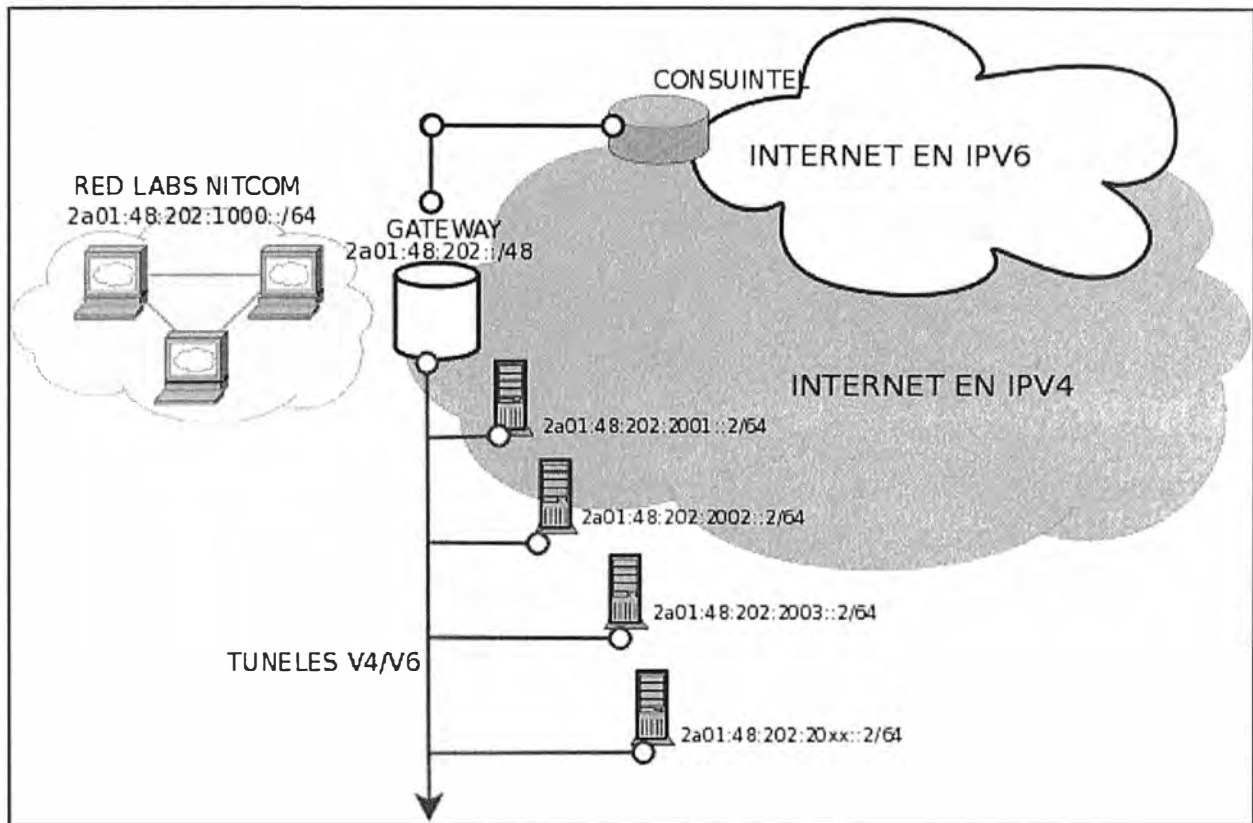 CONSUINTEL
INTERNET EN IPV6
RED LABS NITCOM
2a01:48:202:1000::/64
GATEWAY
2a01:48:202::/48
INTERNET EN IPV4
2a01:48:202:2001::2/64
2a01:48:202:2002::2/64
2a01:48:202:2003::2/64
TUNELES V4/V6
2a01:48:202:20xx::2/64